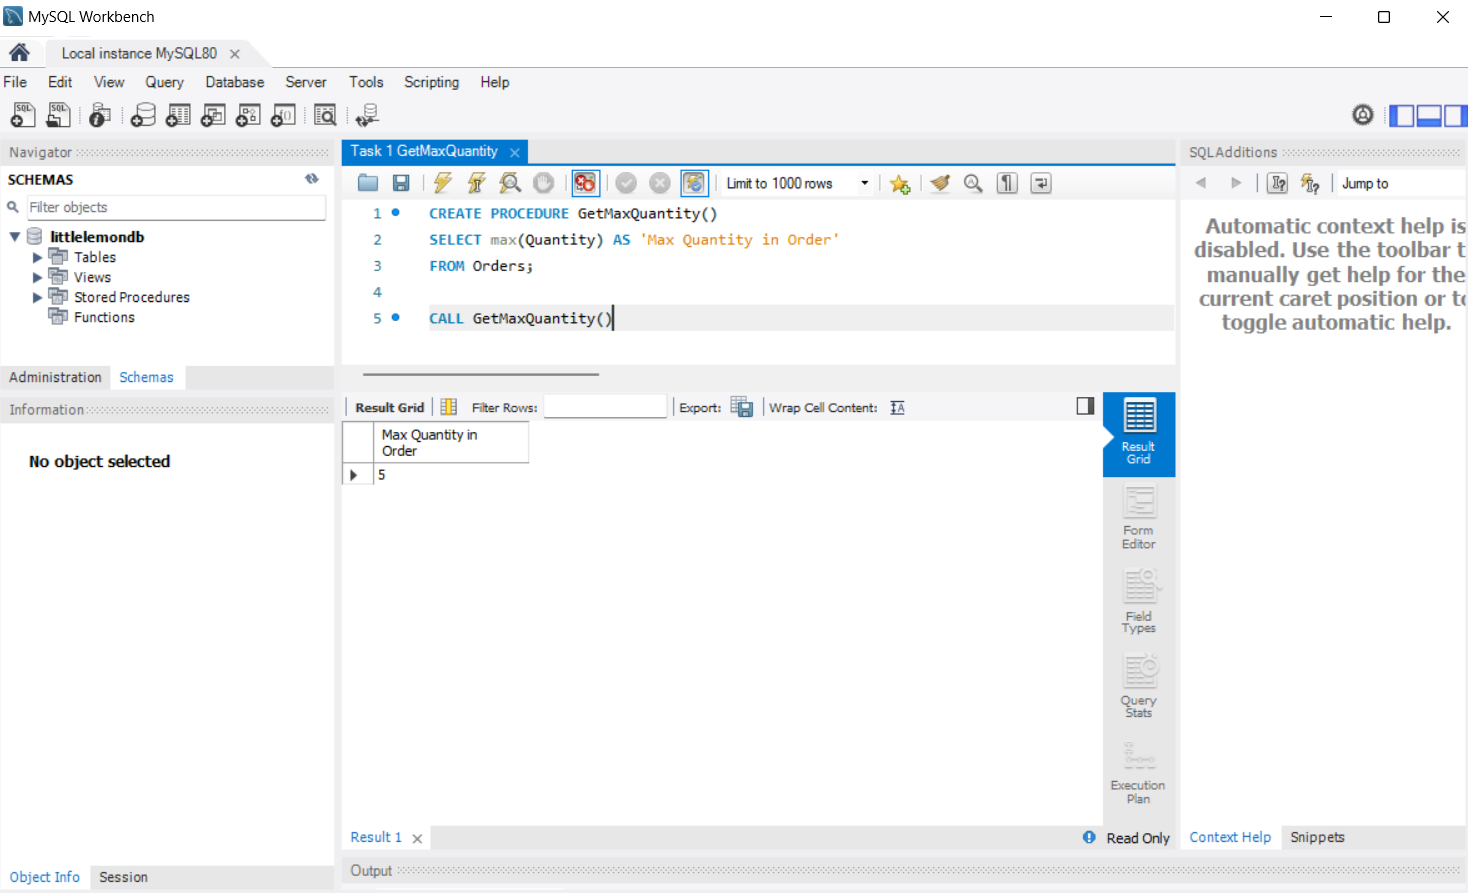 MySQL Workbench
Local instance MySQL80
File Edit View Query Database Server Tools Scripting Help
SQL SQL
Navigator
SCHEMAS
Filter objects
littlelemondb
Tables
Views
Stored Procedures
Functions
Administration Schemas
Information
No object selected
Object Info Session
Task 1 GetMaxQuantity
Limit to 1000 rows
1 CREATE PROCEDURE GetMaxQuantity()
2 SELECT max(Quantity) AS 'Max Quantity in Order'
3 FROM Orders;
4
5 CALL GetMaxQuantity()
Result Grid Filter Rows: Export: Wrap Cell Content: IA
Max Quantity in
Order
5
Result
Grid
Form
Editor
Field
Types
Query
Stats
Execution
Plan
Result 1
Read Only
Output
SQLAdditions
Jump to
Automatic context help is
disabled. Use the toolbar t
manually get help for the
current caret position or to
toggle automatic help.
Context Help Snippets